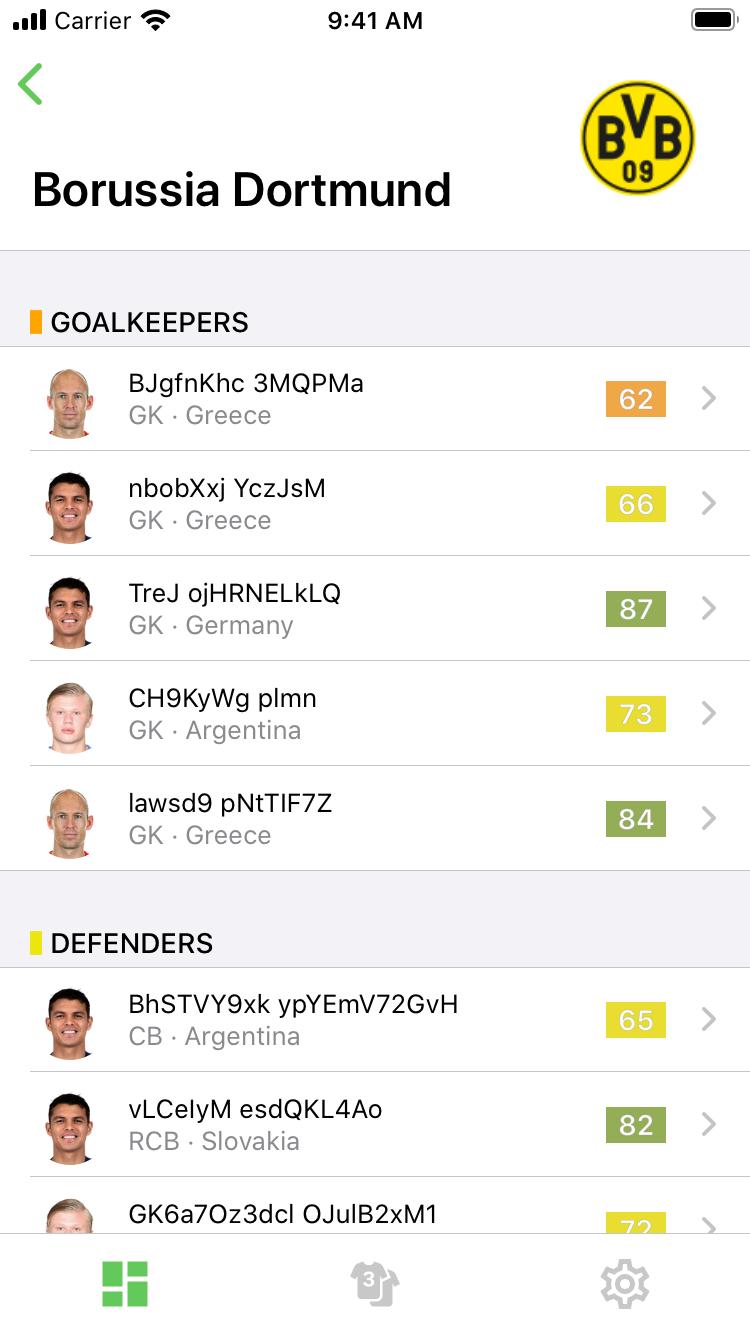 Carrier 9:41 AM
BVB
09
Borussia Dortmund
GOALKEEPERS
BJgfnKhc 3MQPMa
GK · Greece
62
nbobXxj YczJsM
GK · Greece
66
TreJ ojHRNELkLQ
GK · Germany
87
CH9KyWg plmn
GK · Argentina
73
lawsd9 pNtTIF7Z
GK · Greece
84
DEFENDERS
BhSTVY9xk ypYEmV72GvH
CB · Argentina
65
vLCelyM esdQKL4Ao
RCB · Slovakia
82
GK6a7Oz3dcl OJulB2xM1
72
3